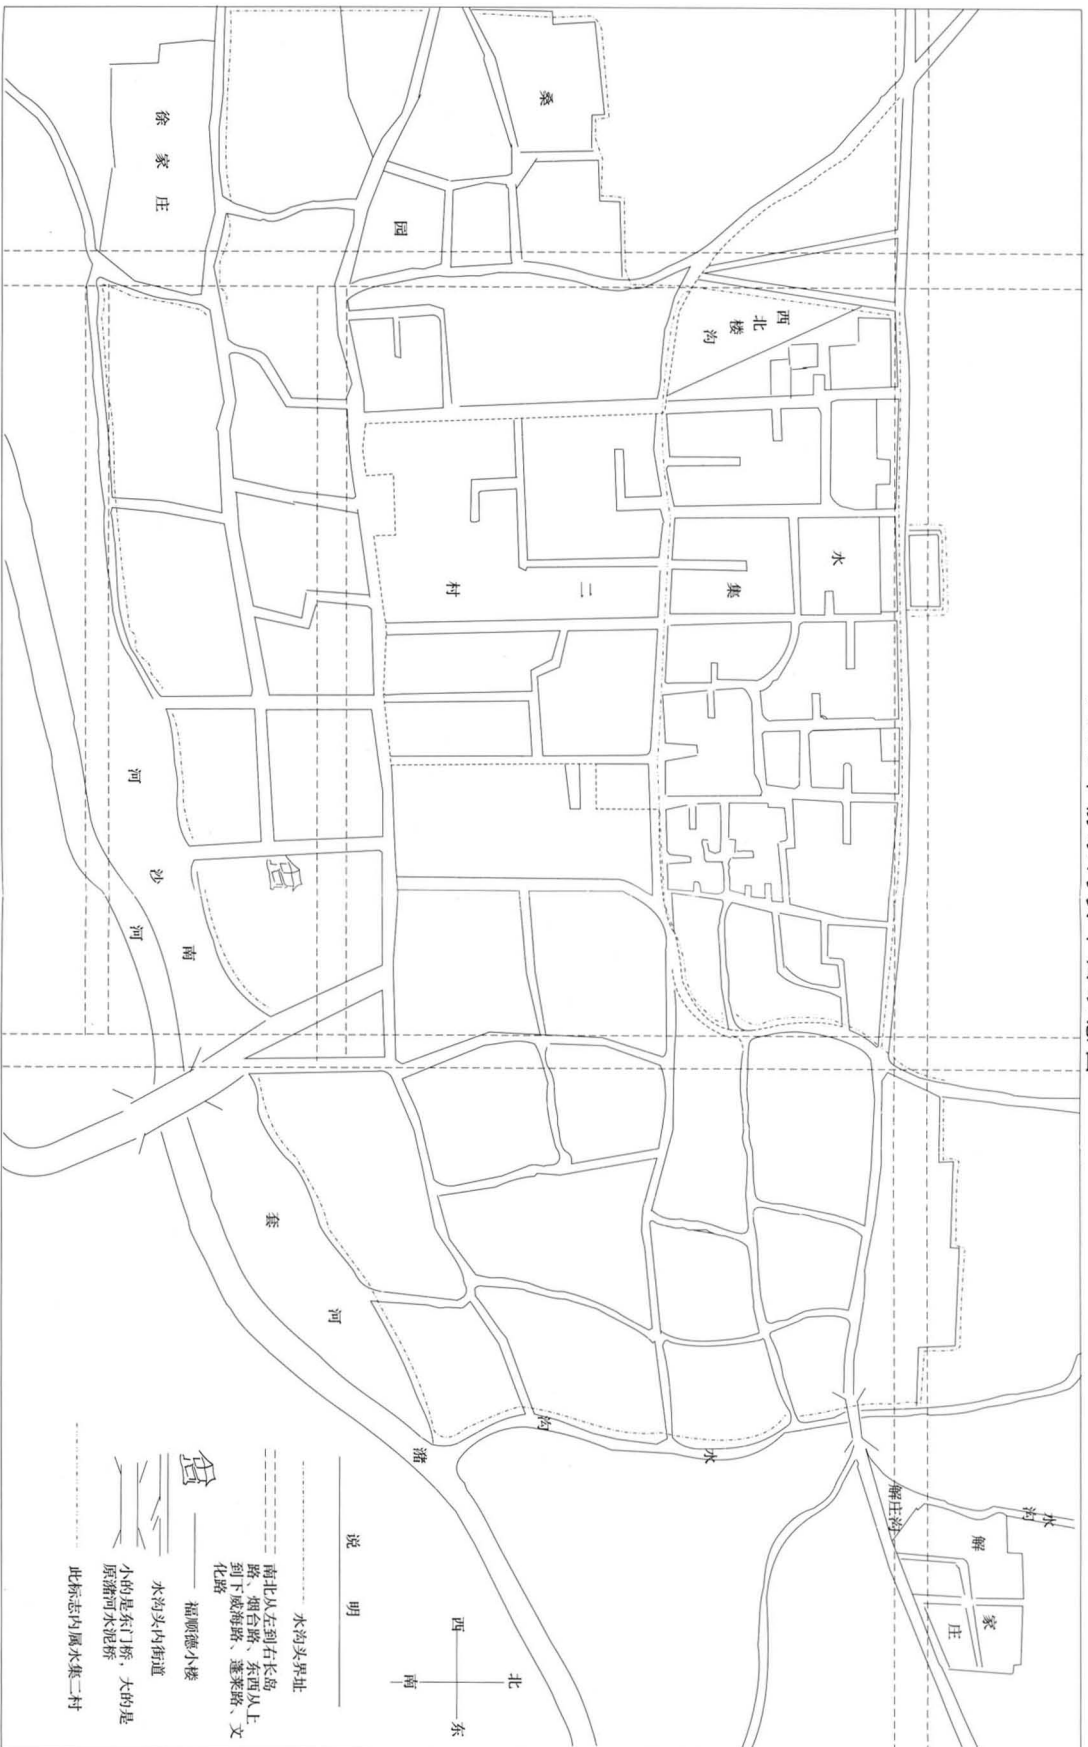 解家庄
水沟
解庄沟
西北楼沟
水集二村
桑园
徐家庄
水沟
南沙河
河套
潴河
北
西
东
南
说明
水沟头界址
南北从左到右长岛
路、烟台路、东西从上
到下威海路、蓬莱路、文
化路
福顺德小楼
水沟头内街道
小的是东门桥，大的是
原潴河水泥桥
此标志内属水集二村